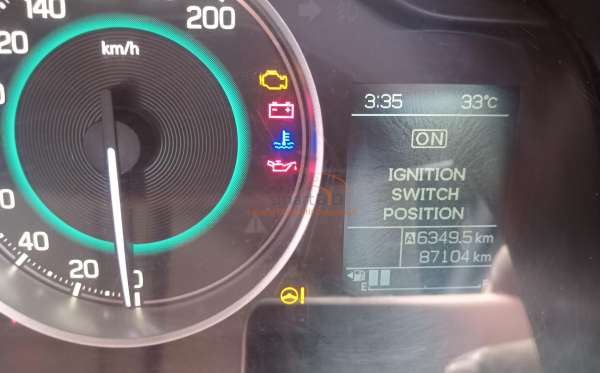 140
200
20
km/h
3:35 33°C
ON
IGNITION
SWITCH
POSITION
A 6349.5 km
87104 km
E F
40
20
0